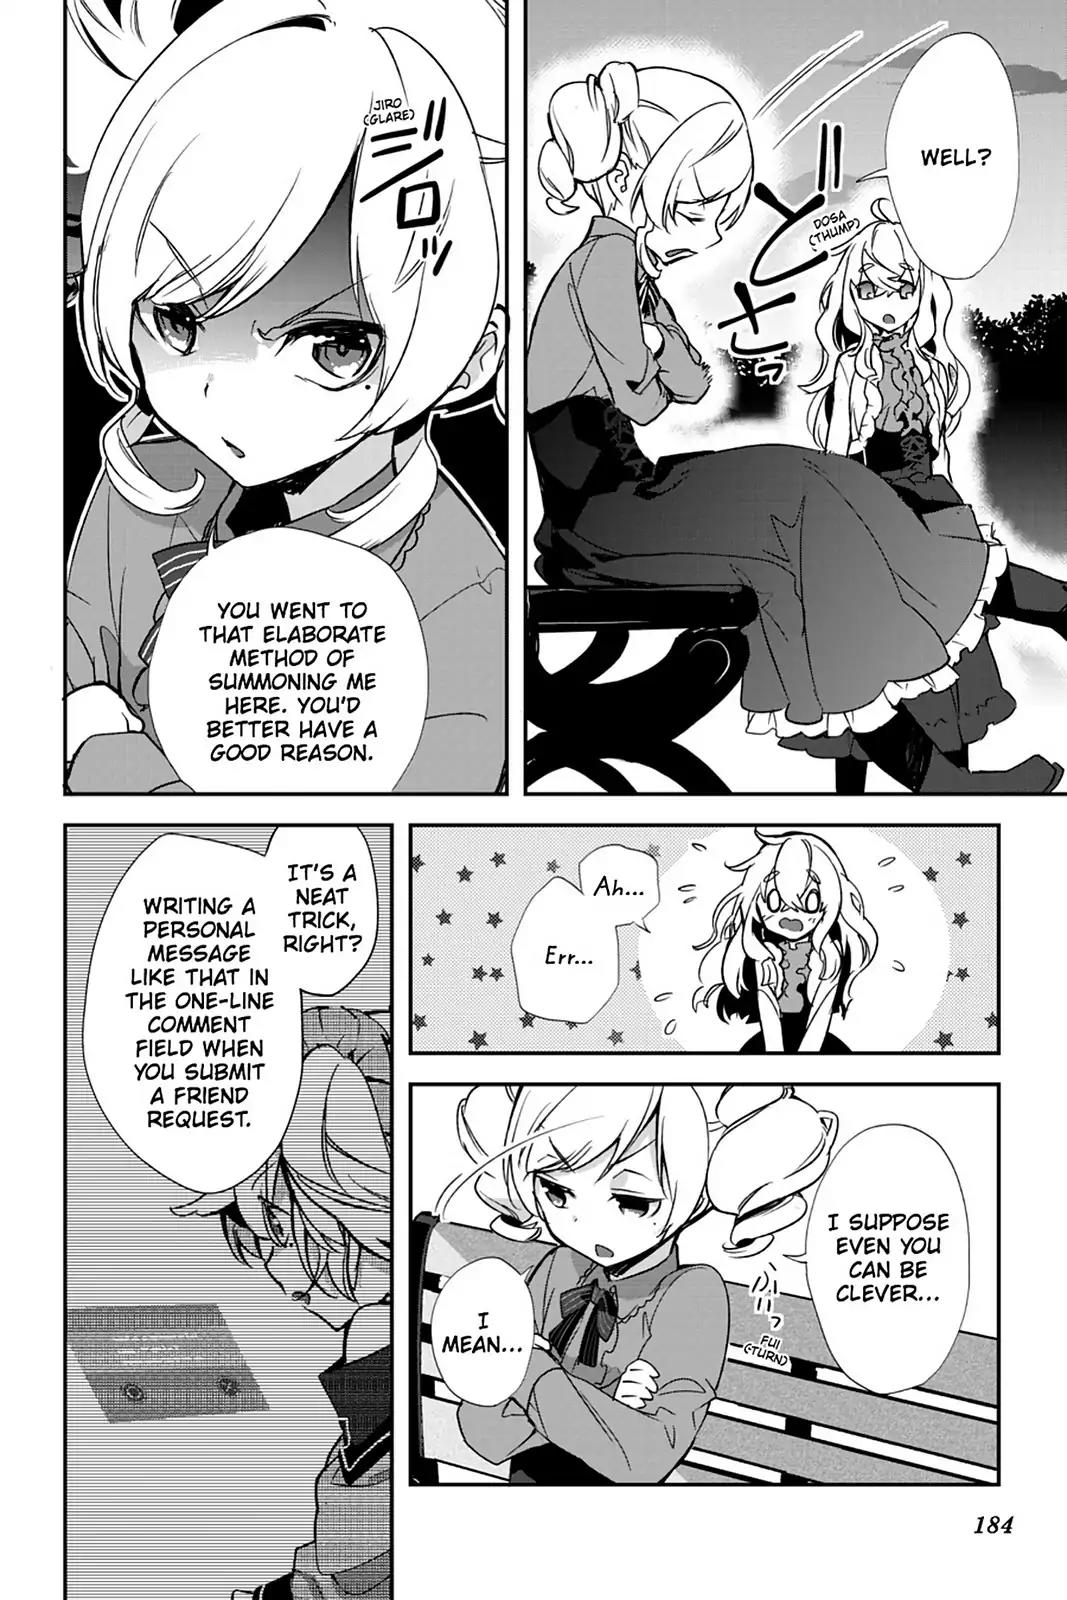 WELL?
DOSA
(THUMP)
ドサッ
JIRO
(GLARE)
ジロ
YOU WENT TO
THAT ELABORATE
METHOD OF
SUMMONING ME
HERE. YOU'D
BETTER HAVE A
GOOD REASON.
Ah...
Err...
I SUPPOSE
EVEN YOU
CAN BE
CLEVER...
ふいっ
FUI
(TURN)
I
MEAN...
IT'S A
NEAT
TRICK,
RIGHT?
WRITING A
PERSONAL
MESSAGE
LIKE THAT IN
THE ONE-LINE
COMMENT
FIELD WHEN
YOU SUBMIT
A FRIEND
REQUEST.
184